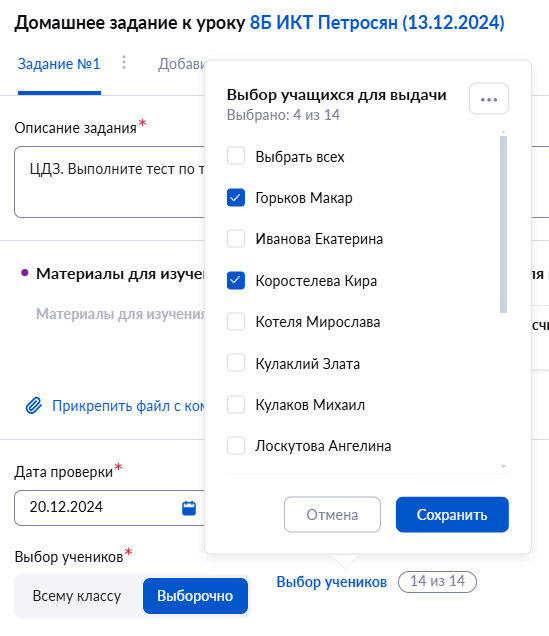 Домашнее задание к уроку 8Б ИКТ Петросян (13.12.2024)
Задание №1
Добави
Выбор учащихся для выдачи
Выбрано: 4 из 14
Описание задания*
ЦДЗ. Выполните тест по т
Выбрать всех
Горьков Макар
Иванова Екатерина
Материалы для изуче
Коростелева Кира
Материалы для изучения
Котеля Мирослава
Кулаклий Злата
Прикрепить файл с ком
Кулаков Михаил
Лоскутова Ангелина
Дата проверки*
20.12.2024
Отмена
Сохранить
Выбор учеников*
Всему классу
Выборочно
Выбор учеников
14 из 14